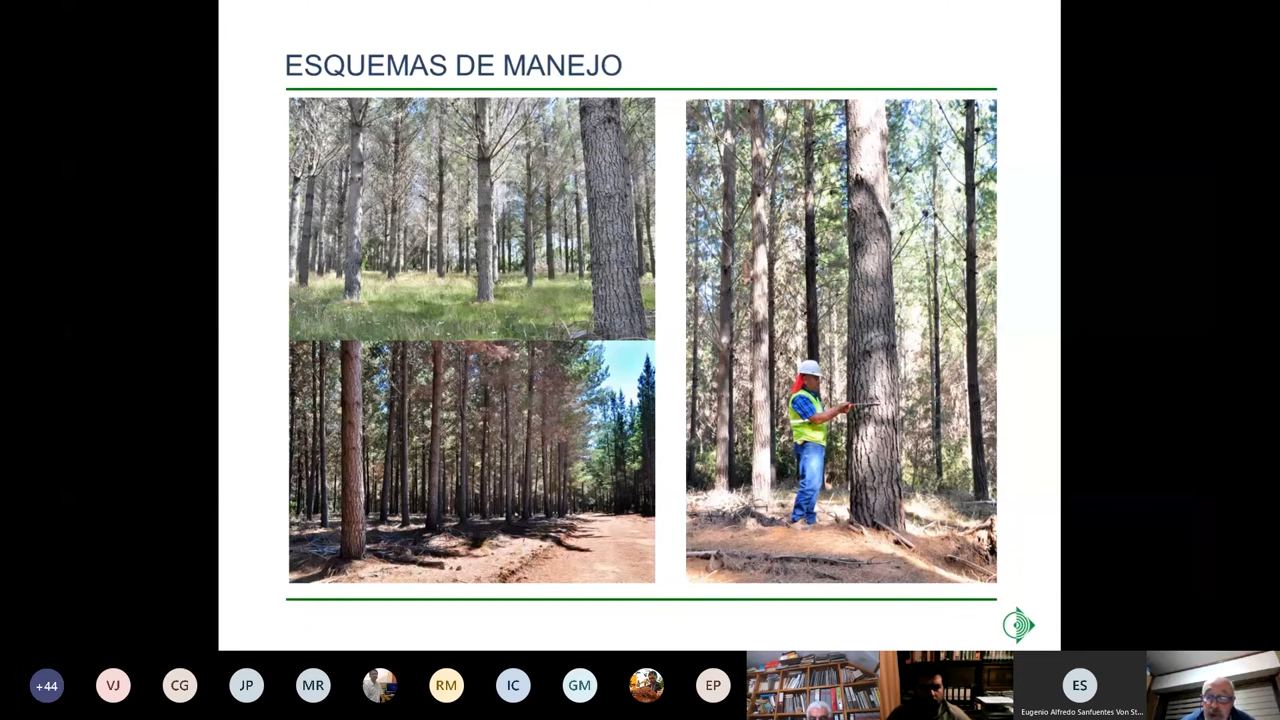 ESQUEMAS DE MANEJO
+44
VJ
CG
JP
MR
RM
IC
GM
EP
ES
Eugenio Alfredo Sanfuentes Von St...